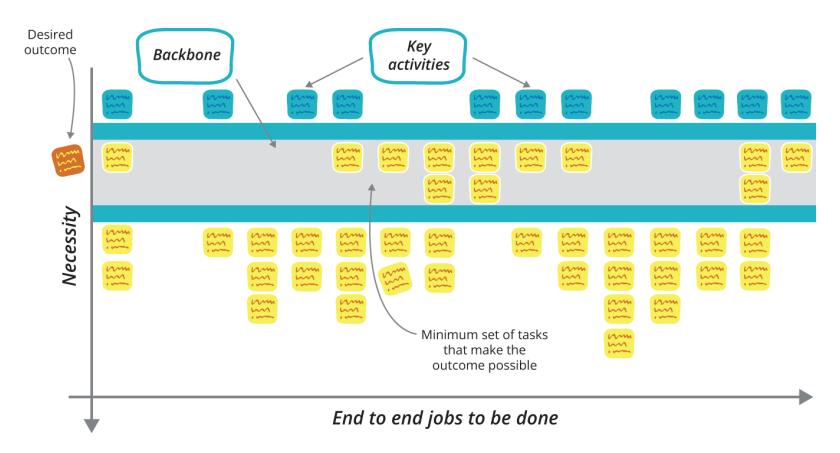 Desired
outcome
Backbone
Key
activities
Necessity
Minimum set of tasks
that make the
outcome possible
End to end jobs to be done